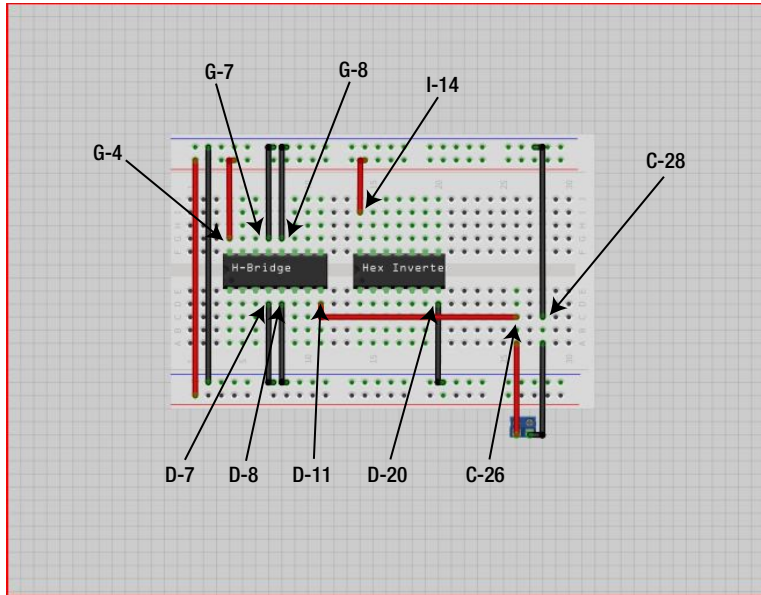 G-7
G-8
I-14
G-4
C-28
H-Bridge
Hex Inverte
D-7
D-8
D-11
D-20
C-26